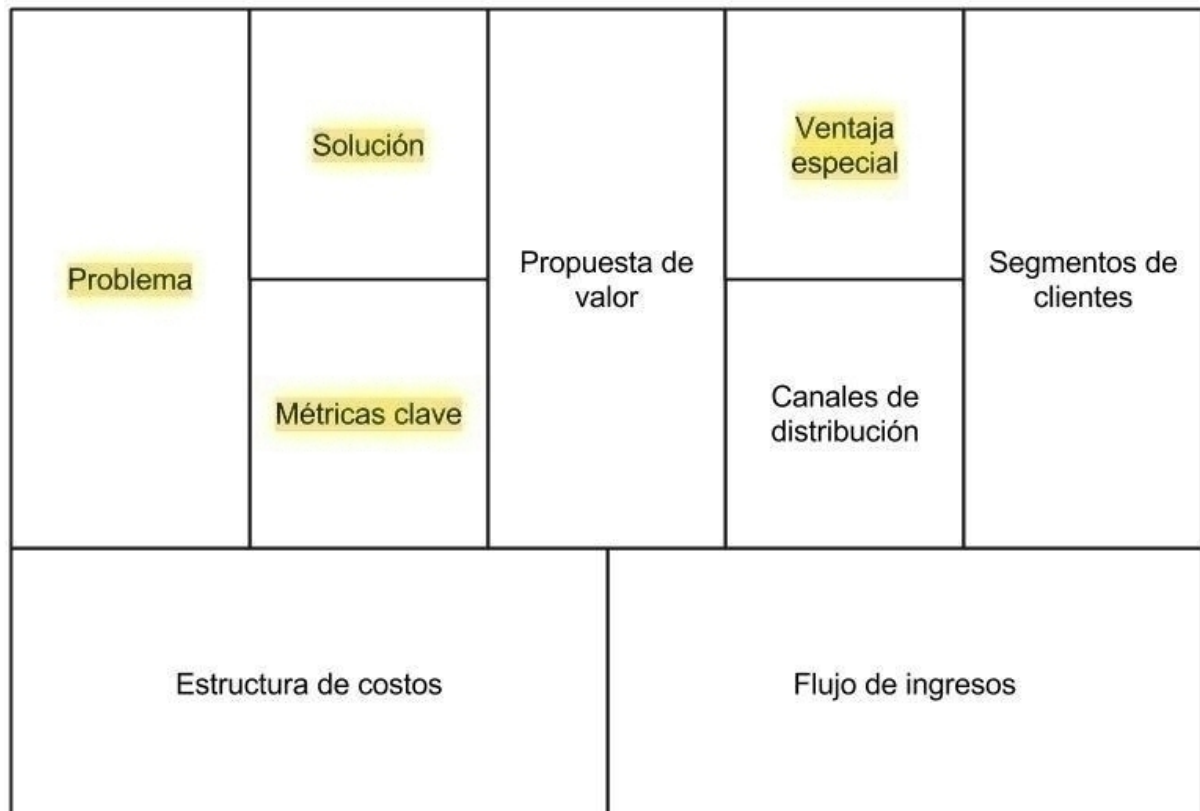 Problema
Solución
Métricas clave
Propuesta de
valor
Ventaja
especial
Canales de
distribución
Segmentos de
clientes
Estructura de costos
Flujo de ingresos